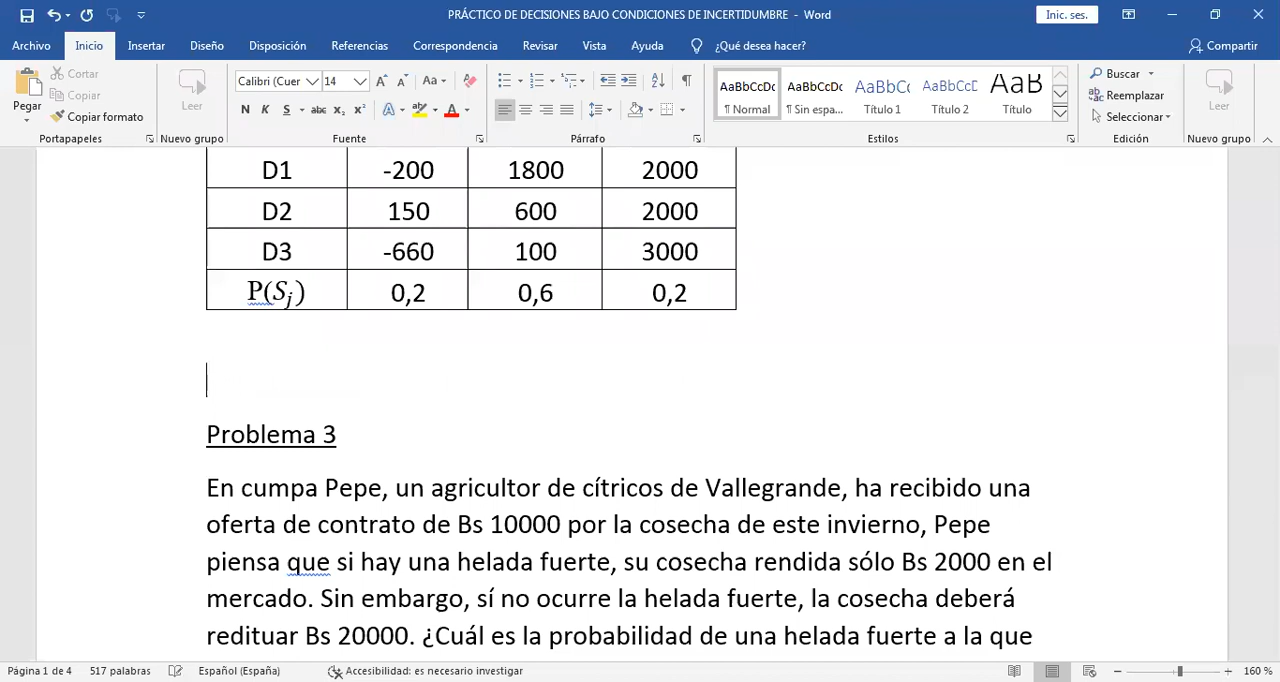 PRÁCTICO DE DECISIONES BAJO CONDICIONES DE INCERTIDUMBRE - Word
Inic. ses.
Archivo Inicio Insertar Diseño Disposición Referencias Correspondencia Revisar Vista Ayuda ¿Qué desea hacer? Compartir
Pegar
Cortar
Copiar
Copiar formato
Portapapeles
Leer
Nuevo grupo
Calibri (Cuer 14
Aa
N K S abc x₂ x²
A A
Fuente
Párrafo
AaBbCcDc AaBbCcDc AaBbCc AaBbCcD AaB
¶ Normal ¶ Sin espa... Título 1 Título 2 Título
Estilos
Buscar
Reemplazar
Seleccionar
Edición
Leer
Nuevo grupo
D1 -200 1800 2000
D2 150 600 2000
D3 -660 100 3000
P(Sj) 0,2 0,6 0,2
Problema 3
En cumpa Pepe, un agricultor de cítricos de Vallegrande, ha recibido una
oferta de contrato de Bs 10000 por la cosecha de este invierno, Pepe
piensa que si hay una helada fuerte, su cosecha rendida sólo Bs 2000 en el
mercado. Sin embargo, sí no ocurre la helada fuerte, la cosecha deberá
redituar Bs 20000. ¿Cuál es la probabilidad de una helada fuerte a la que
Página 1 de 4 517 palabras Español (España) Accesibilidad: es necesario investigar 160 %